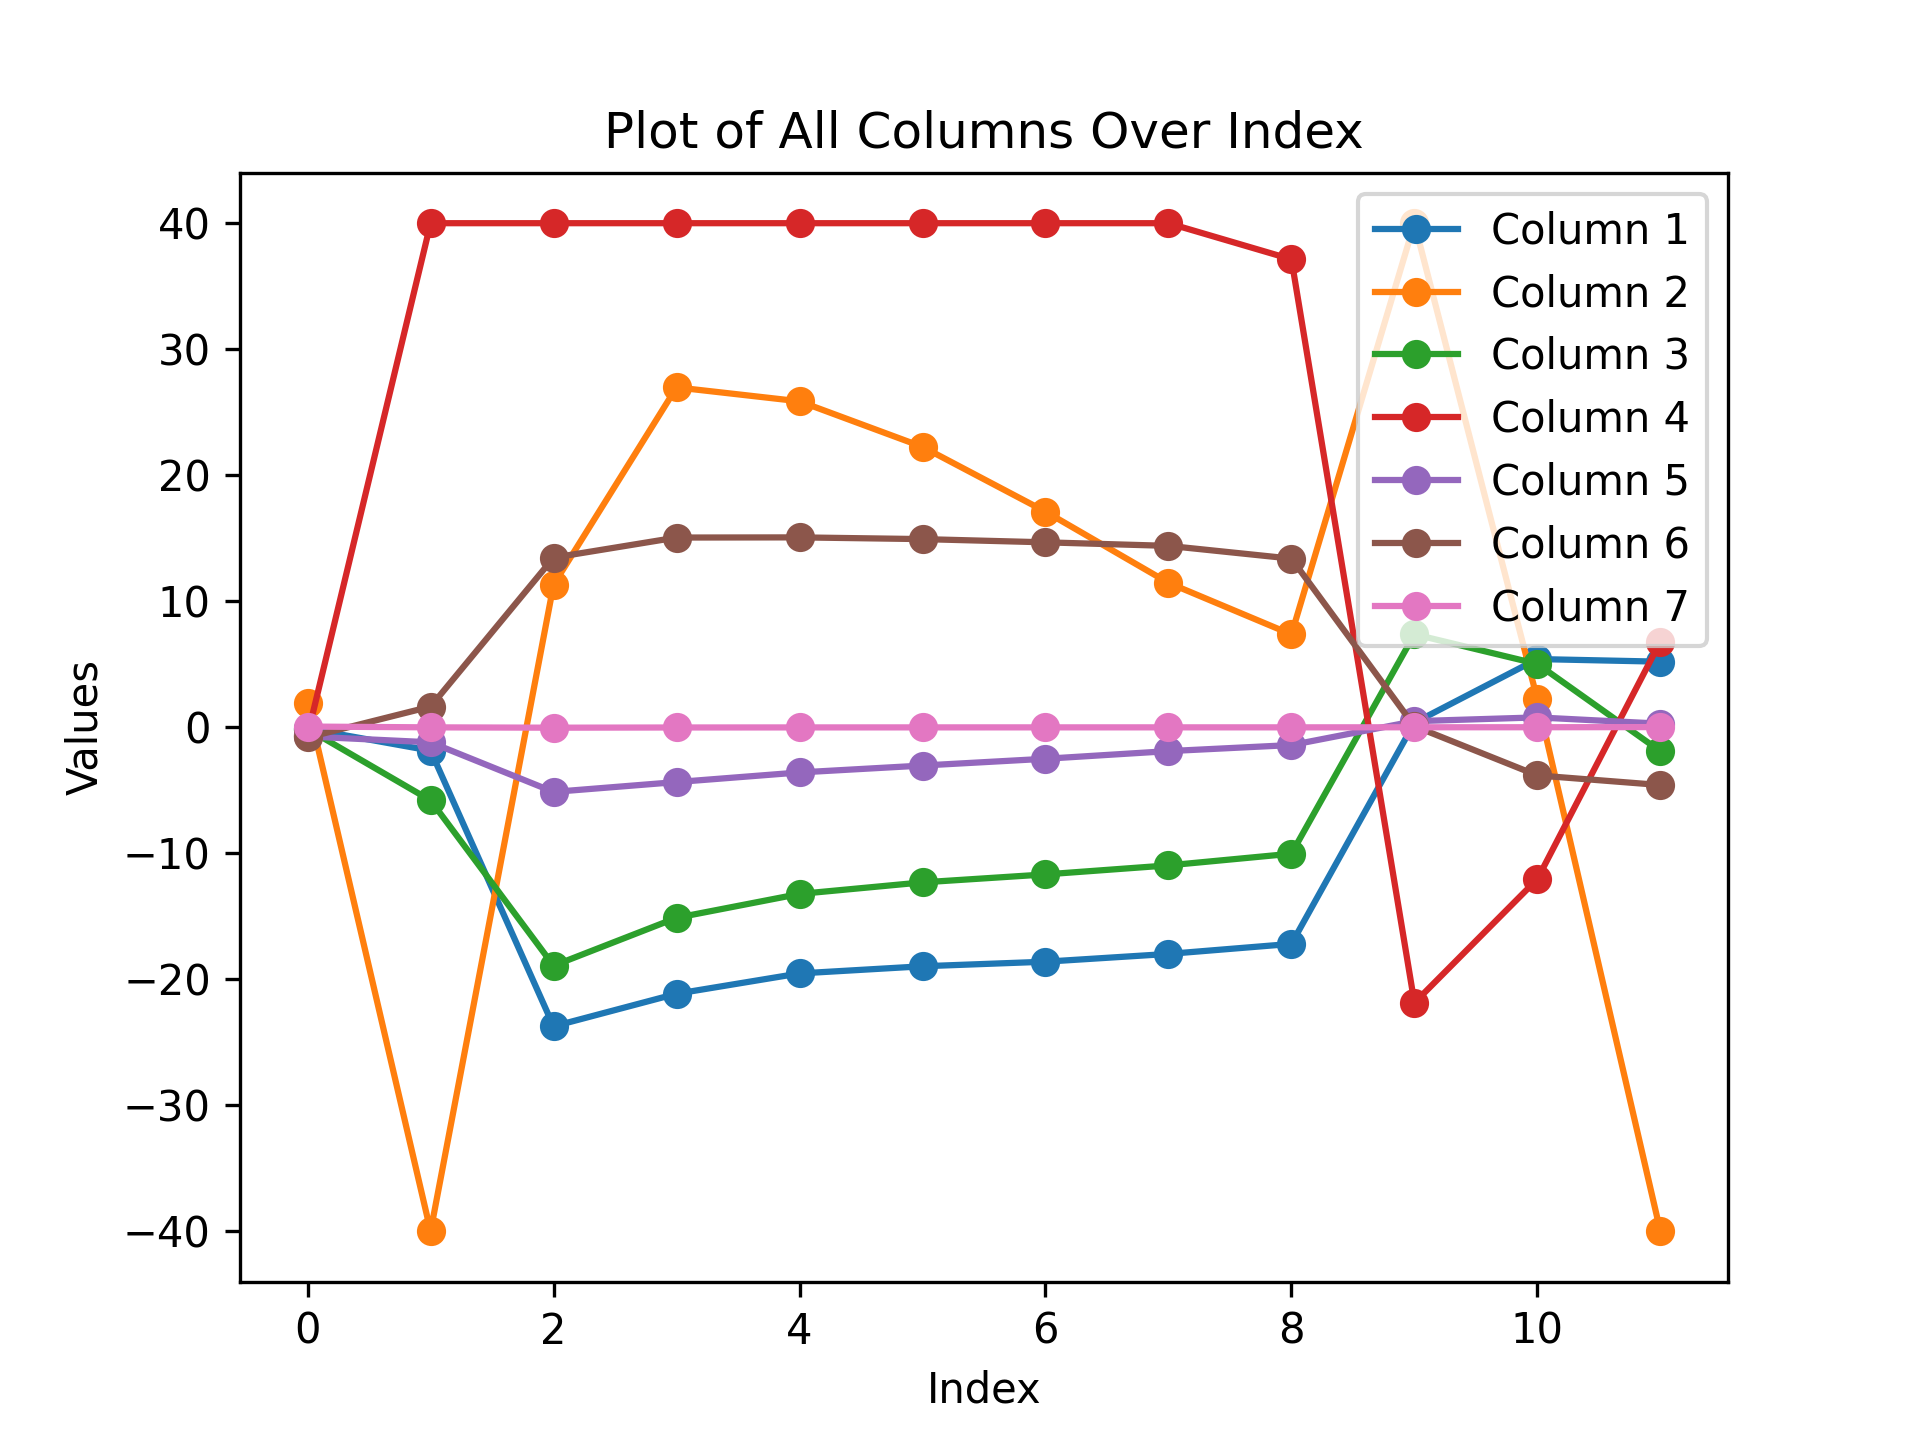 Plot of All Columns Over Index
40
30
20
10
0
−10
−20
−30
−40
Values
Column 1
Column 2
Column 3
Column 4
Column 5
Column 6
Column 7
0 2 4 6 8 10
Index